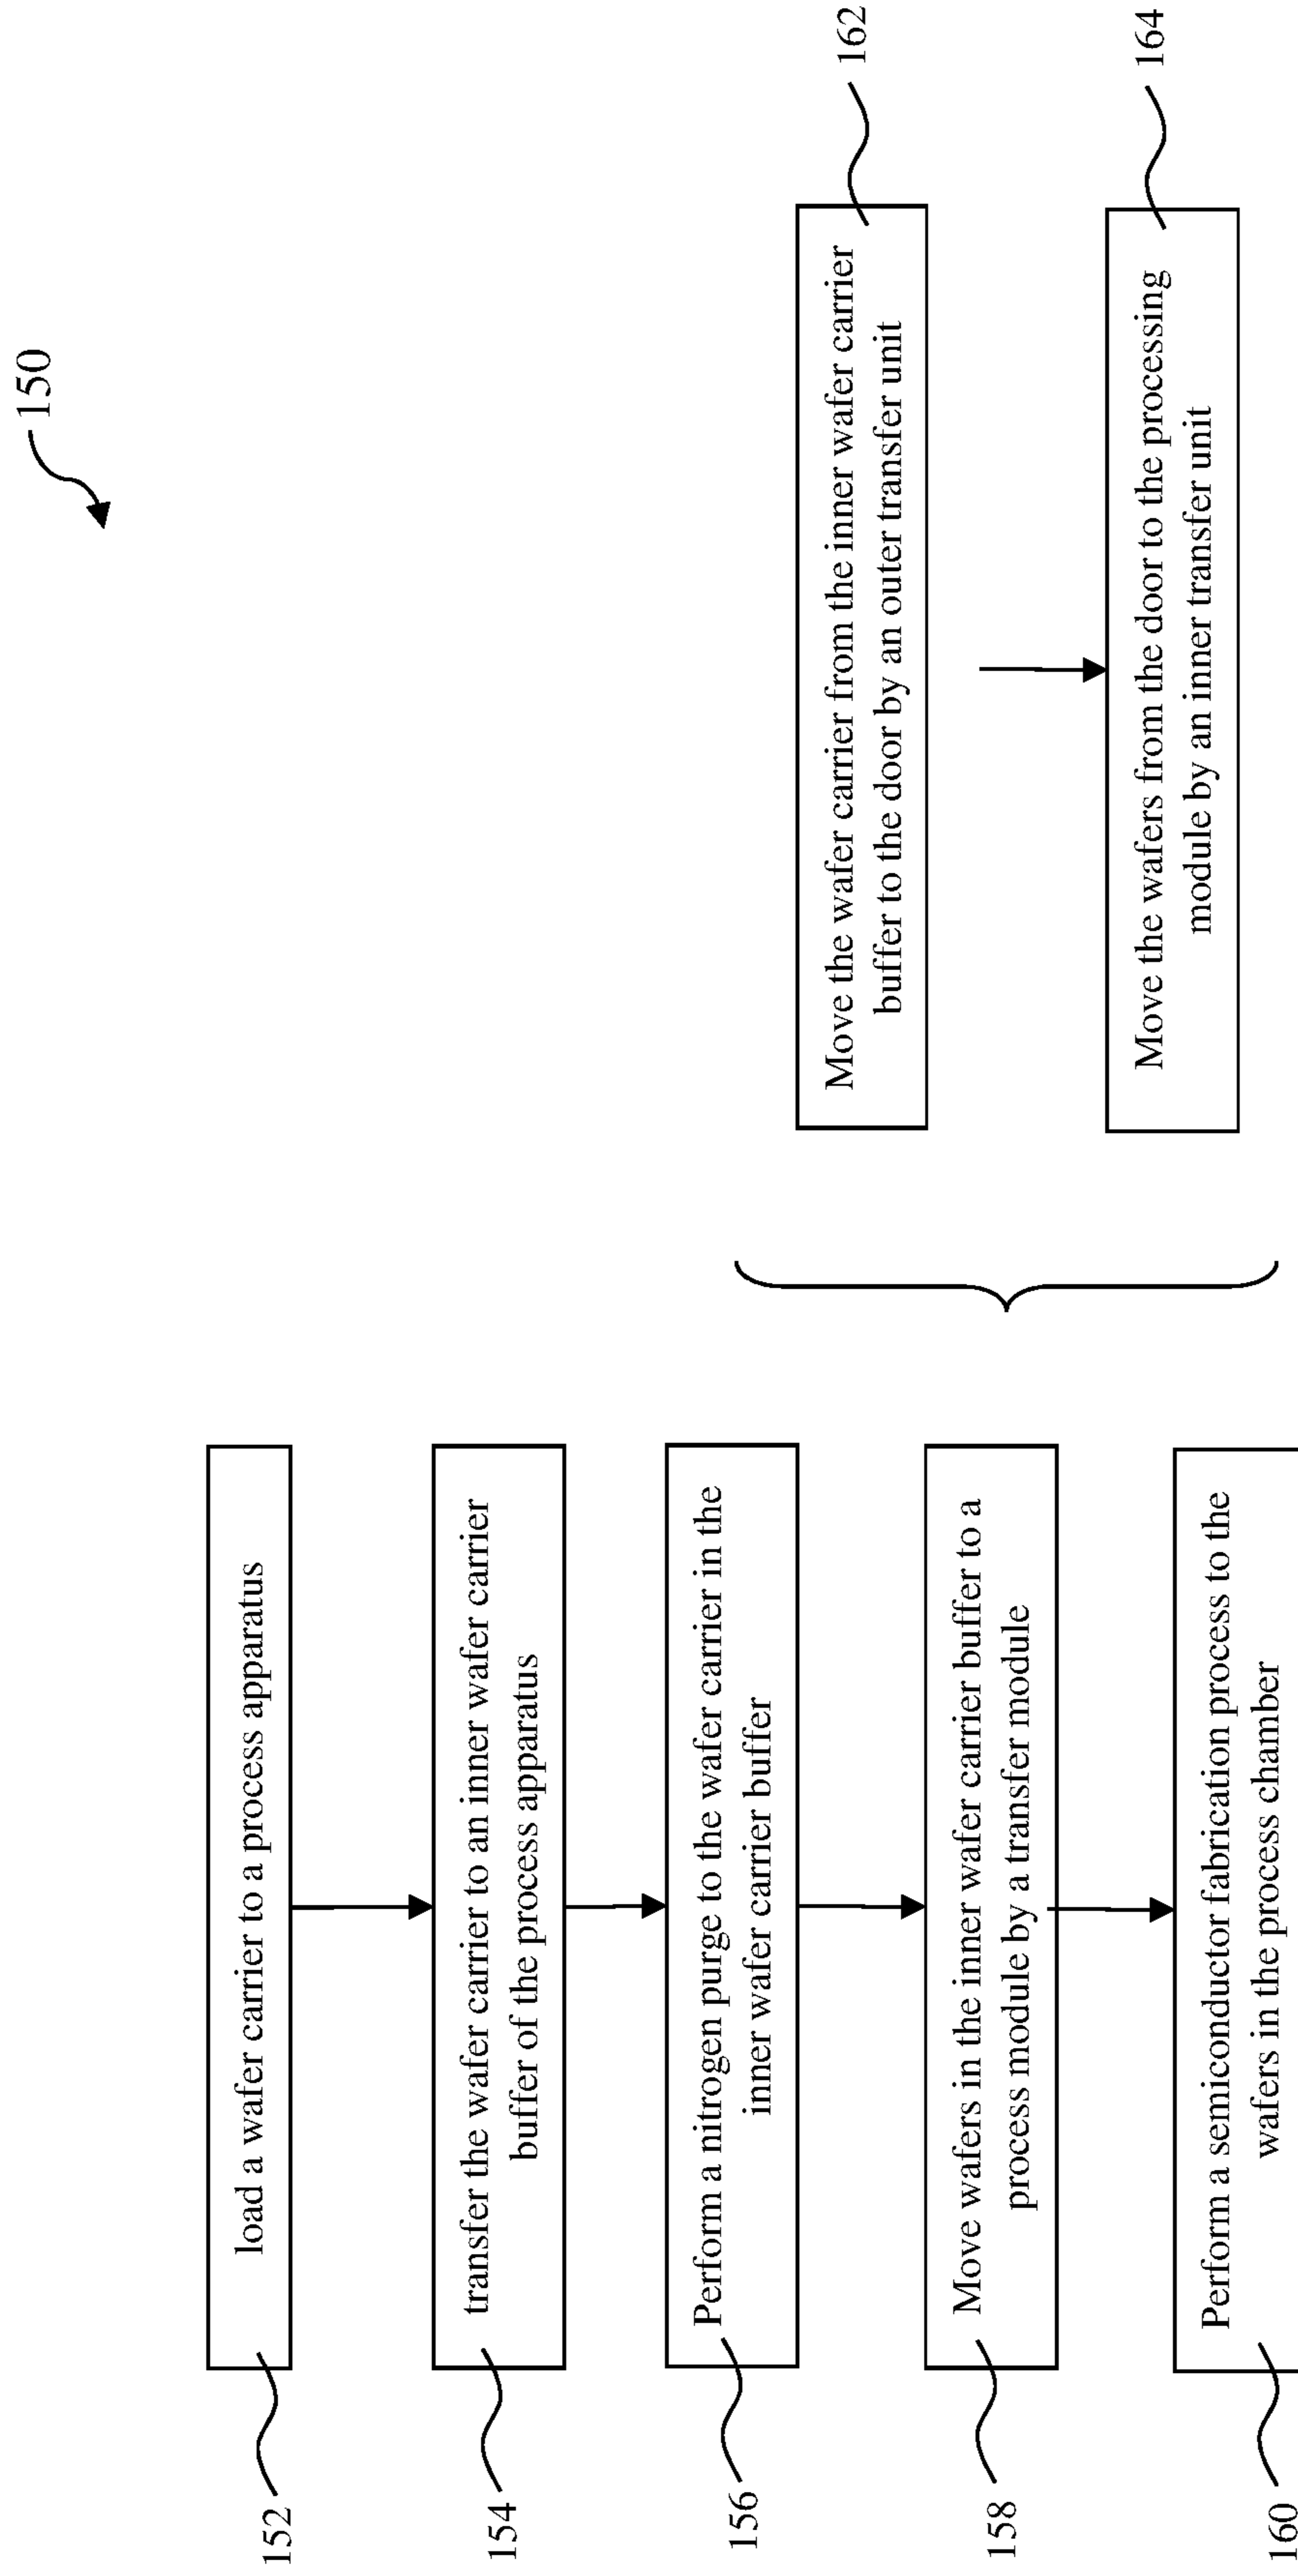 150
152
load a wafer carrier to a process apparatus
154
transfer the wafer carrier to an inner wafer carrier
buffer of the process apparatus
156
Perform a nitrogen purge to the wafer carrier in the
inner wafer carrier buffer
158
Move wafers in the inner wafer carrier buffer to a
process module by a transfer module
160
Perform a semiconductor fabrication process to the
wafers in the process chamber
162
Move the wafer carrier from the inner wafer carrier
buffer to the door by an outer transfer unit
164
Move the wafers from the door to the processing
module by an inner transfer unit